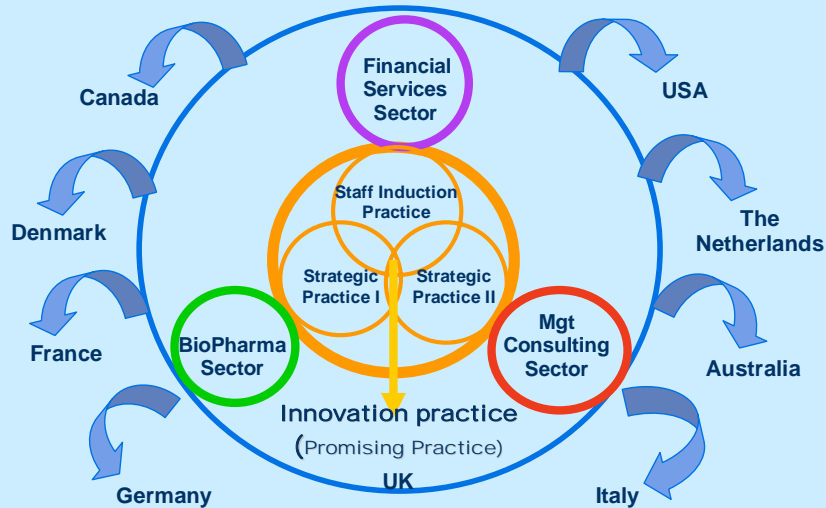 Financial
Services
Sector
Canada
USA
Staff Induction
Practice
Denmark
The
Netherlands
Strategic
Practice I
Strategic
Practice II
France
BioPharma
Sector
Mgt
Consulting
Sector
Australia
Innovation practice
(Promising Practice)
UK
Germany
Italy